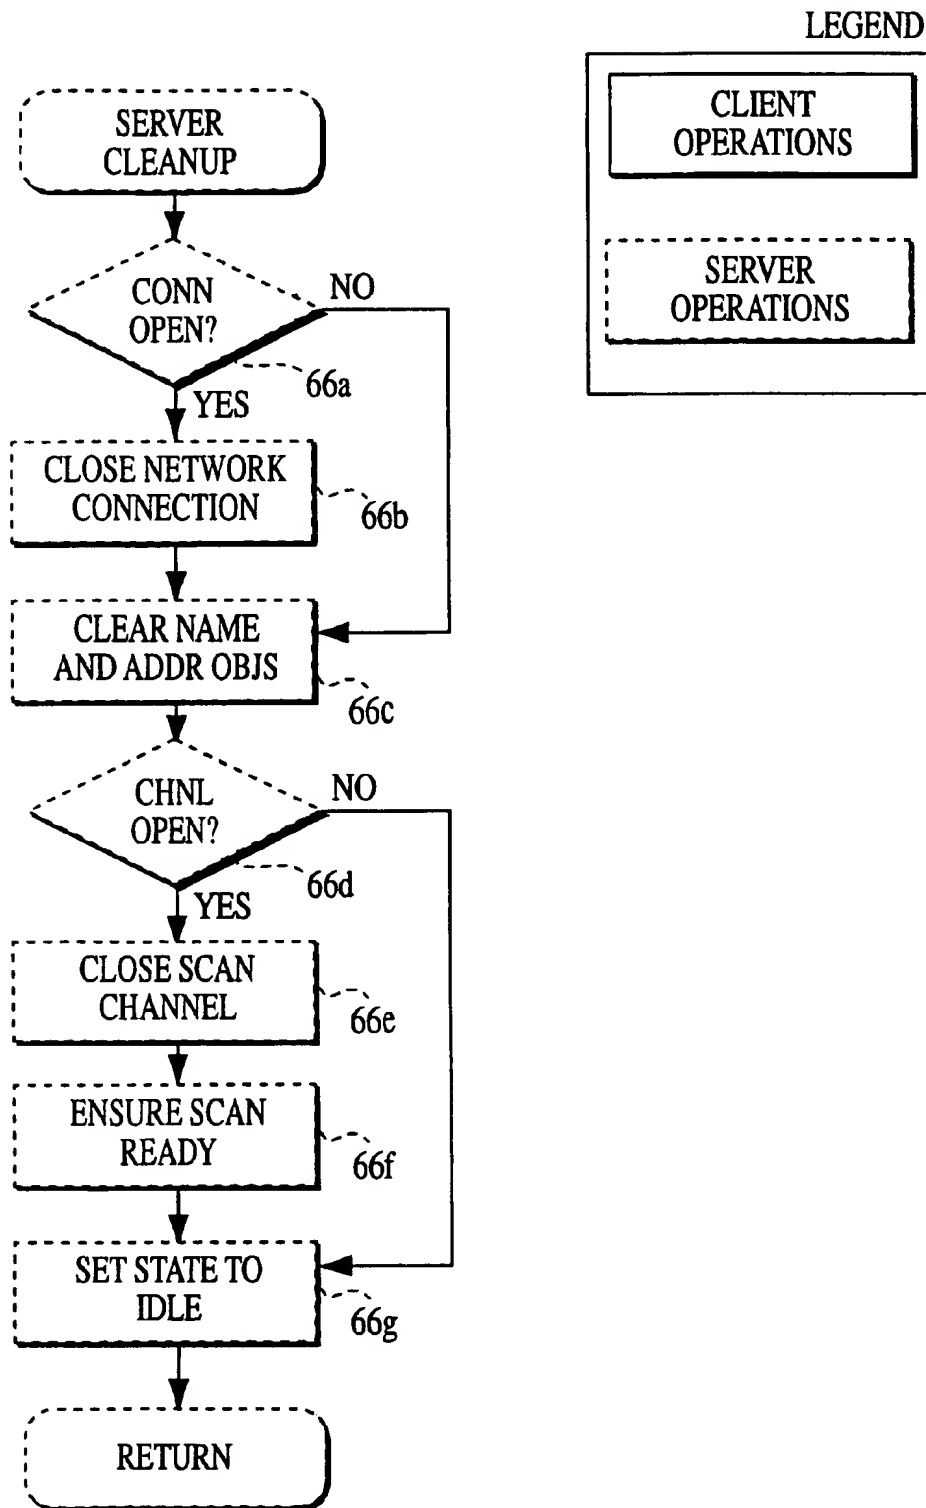 LEGEND
CLIENT
OPERATIONS
SERVER
OPERATIONS
SERVER
CLEANUP
CONN
OPEN?
NO
66a
YES
CLOSE NETWORK
CONNECTION
66b
CLEAR NAME
AND ADDR OBJS
66c
CHNL
OPEN?
NO
66d
YES
CLOSE SCAN
CHANNEL
66e
ENSURE SCAN
READY
66f
SET STATE TO
IDLE
66g
RETURN